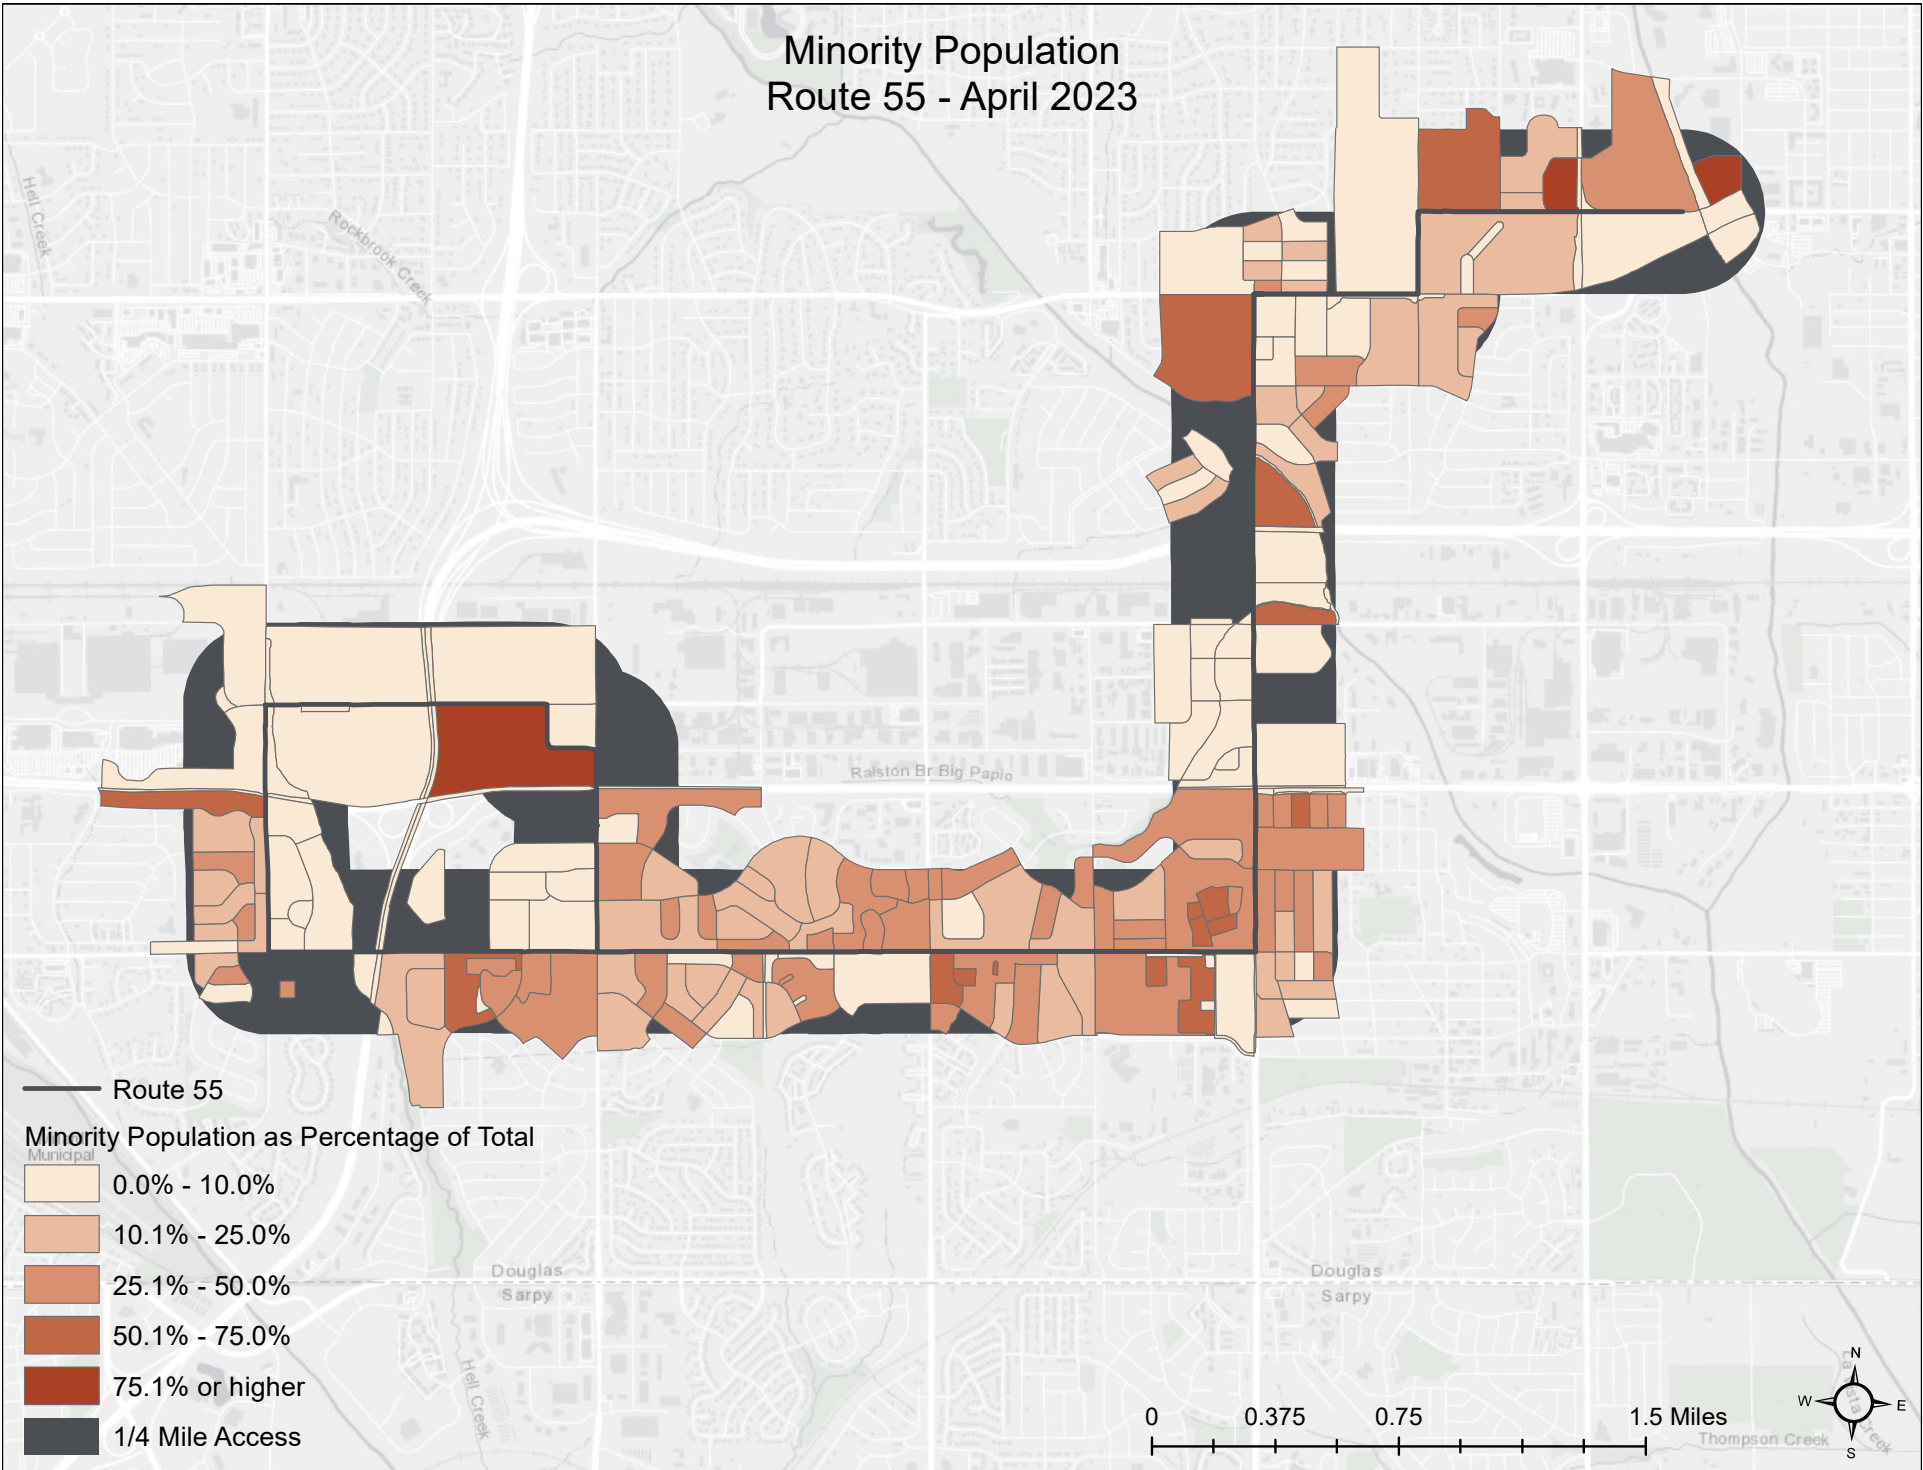 Minority Population
Route 55 - April 2023
Hell Creek
Rockbrook Creek
Ralston Br Big Papio
Route 55
Minority Population as Percentage of Total
Municipal
0.0% - 10.0%
10.1% - 25.0%
25.1% - 50.0%
50.1% - 75.0%
75.1% or higher
1/4 Mile Access
Douglas
Sarpy
Douglas
Sarpy
Hell Creek
0 0.375 0.75 1.5 Miles
N
W E
S
Thompson Creek
La Vista Creek